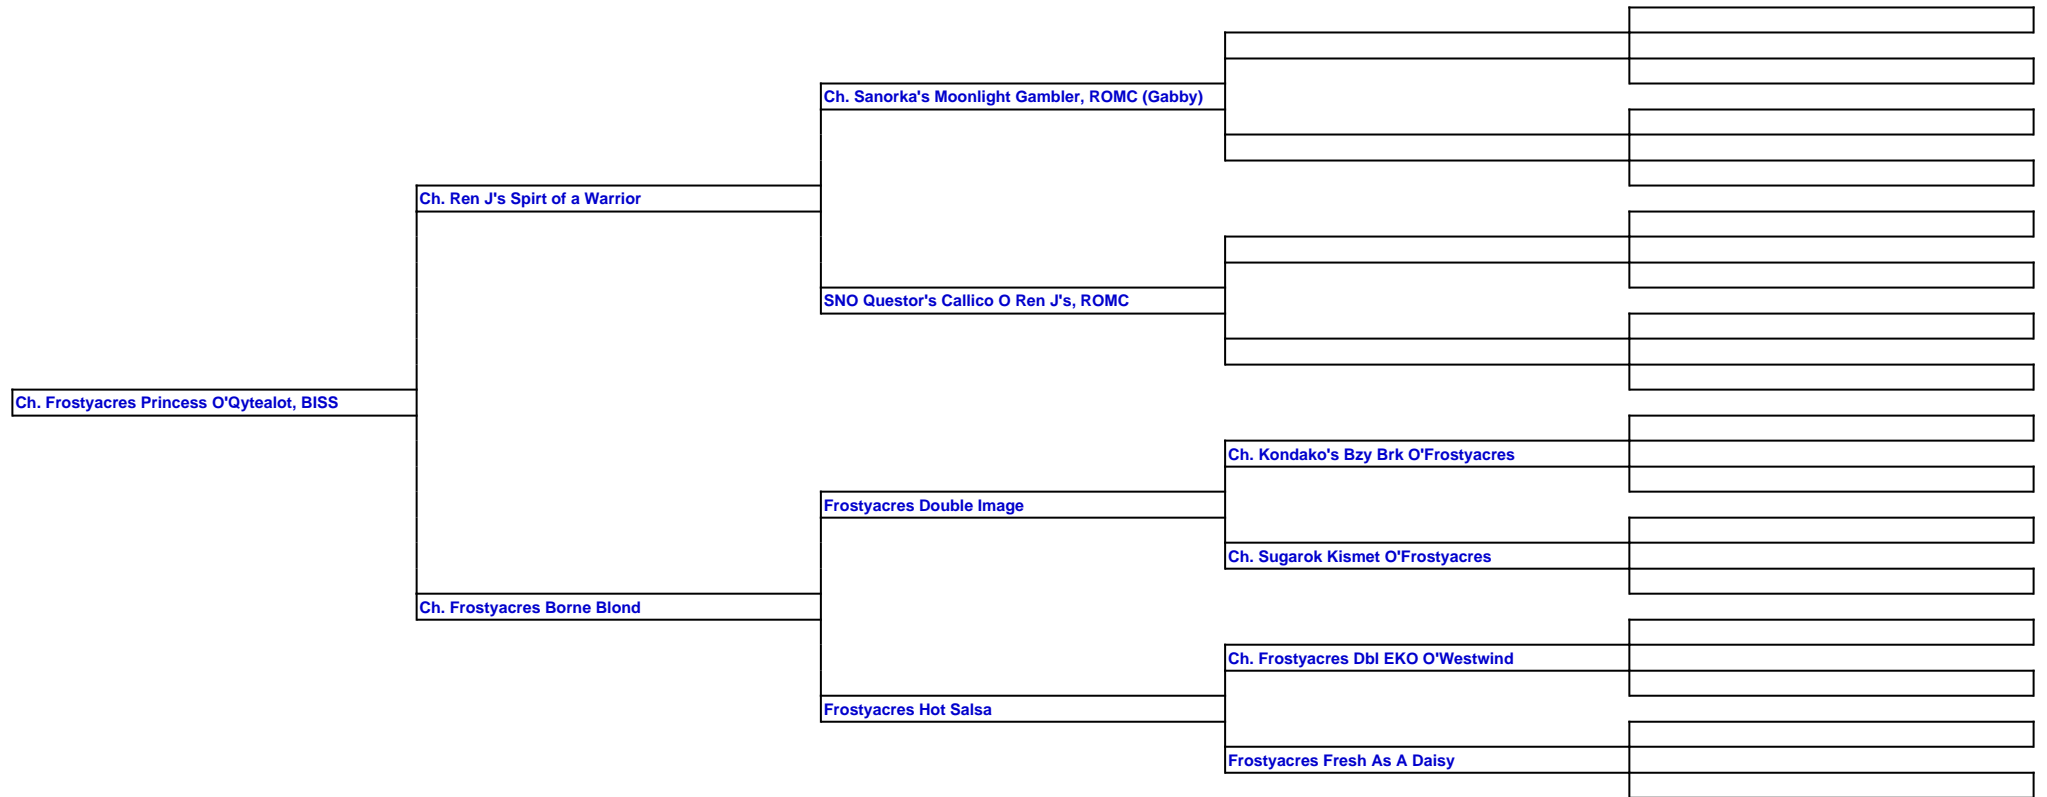 Ch. Sanorka's Moonlight Gambler, ROMC (Gabby)
Ch. Ren J's Spirt of a Warrior
SNO Questor's Callico O Ren J's, ROMC
Ch. Frostyacres Princess O'Qytealot, BISS
Ch. Kondako's Bzy Brk O'Frostyacres
Frostyacres Double Image
Ch. Sugarok Kismet O'Frostyacres
Ch. Frostyacres Borne Blond
Ch. Frostyacres Dbl EKO O'Westwind
Frostyacres Hot Salsa
Frostyacres Fresh As A Daisy